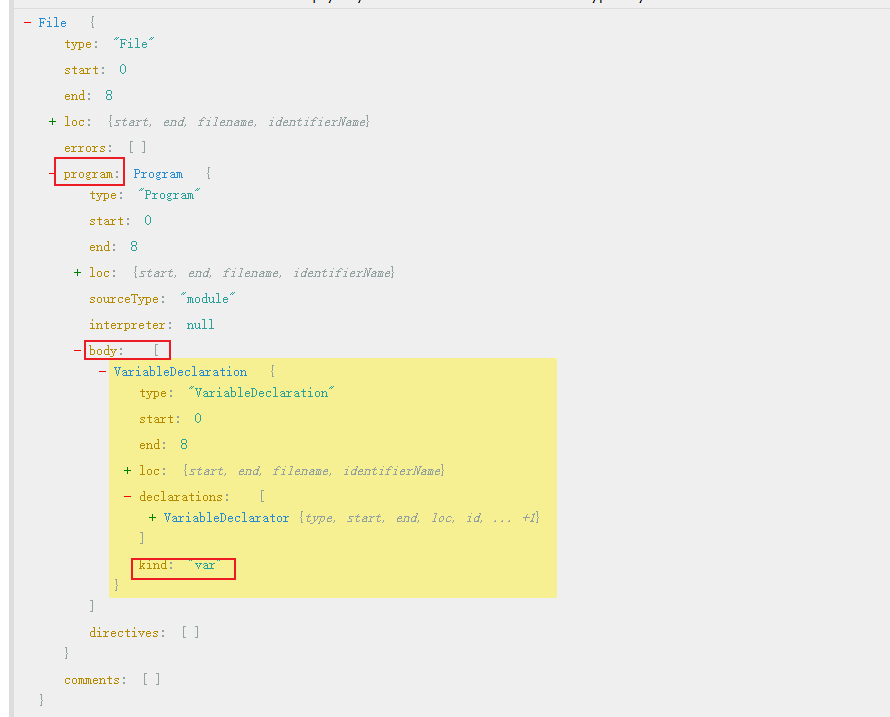 − File {
type: "File"
start: 0
end: 8
+ loc: {start, end, filename, identifierName}
errors: [ ]
− program: Program {
type: "Program"
start: 0
end: 8
+ loc: {start, end, filename, identifierName}
sourceType: "module"
interpreter: null
− body: [
− VariableDeclaration {
type: "VariableDeclaration"
start: 0
end: 8
+ loc: {start, end, filename, identifierName}
− declarations: [
+ VariableDeclarator {type, start, end, loc, id, ... +1}
]
kind: "var"
}
]
directives: [ ]
}
comments: [ ]
}